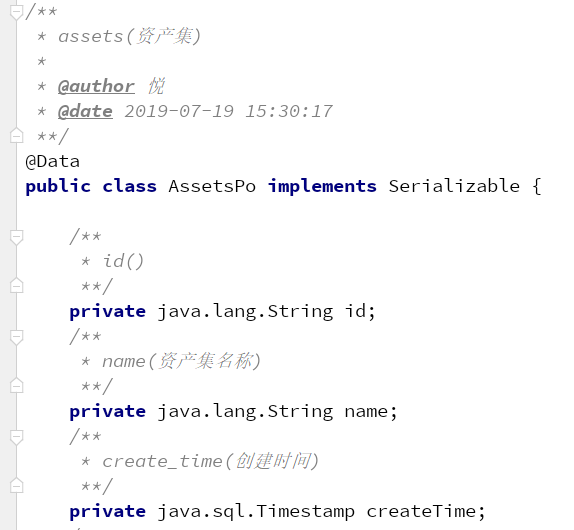 /**
* assets(资产集)
*
* @author 悦
* @date 2019-07-19 15:30:17
**/
@Data
public class AssetsPo implements Serializable {
/**
* id()
**/
private java.lang.String id;
/**
* name(资产集名称)
**/
private java.lang.String name;
/**
* create_time(创建时间)
**/
private java.sql.Timestamp createTime;